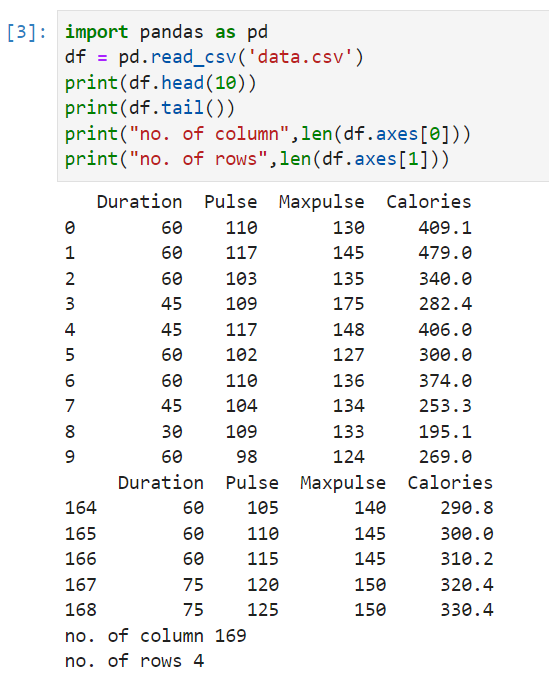 [3]: import pandas as pd
df = pd.read_csv('data.csv')
print(df.head(10))
print(df.tail())
print("no. of column",len(df.axes[0]))
print("no. of rows",len(df.axes[1]))
Duration Pulse Maxpulse Calories
0 60 110 130 409.1
1 60 117 145 479.0
2 60 103 135 340.0
3 45 109 175 282.4
4 45 117 148 406.0
5 60 102 127 300.0
6 60 110 136 374.0
7 45 104 134 253.3
8 30 109 133 195.1
9 60 98 124 269.0
Duration Pulse Maxpulse Calories
164 60 105 140 290.8
165 60 110 145 300.0
166 60 115 145 310.2
167 75 120 150 320.4
168 75 125 150 330.4
no. of column 169
no. of rows 4